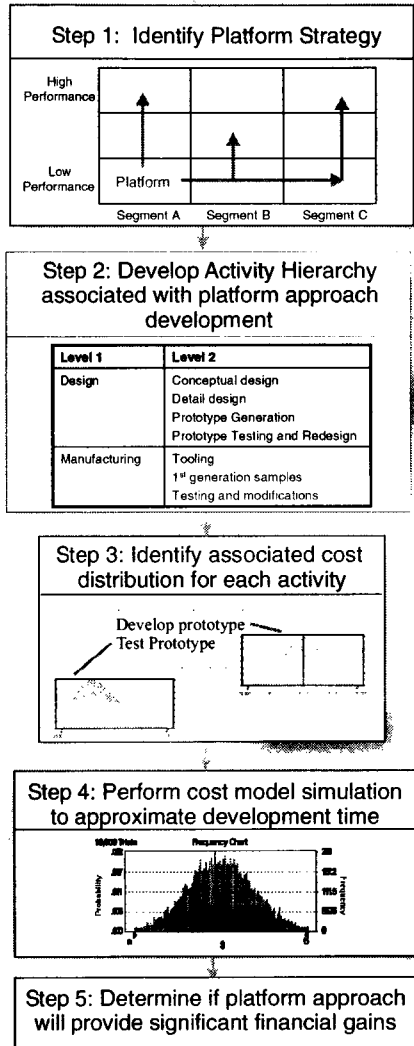 Step 1: Identify Platform Strategy
High
Performance
Low
Performance
Platform
Segment A Segment B Segment C
Step 2: Develop Activity Hierarchy
associated with platform approach
development
Level 1 Level 2
Design Conceptual design
Detail design
Prototype Generation
Prototype Testing and Redesign
Manufacturing Tooling
1st generation samples
Testing and modifications
Step 3: Identify associated cost
distribution for each activity
Develop prototype
Test Prototype
Step 4: Perform cost model simulation
to approximate development time
Frequency Chart
Probability
Frequency
Step 5: Determine if platform approach
will provide significant financial gains